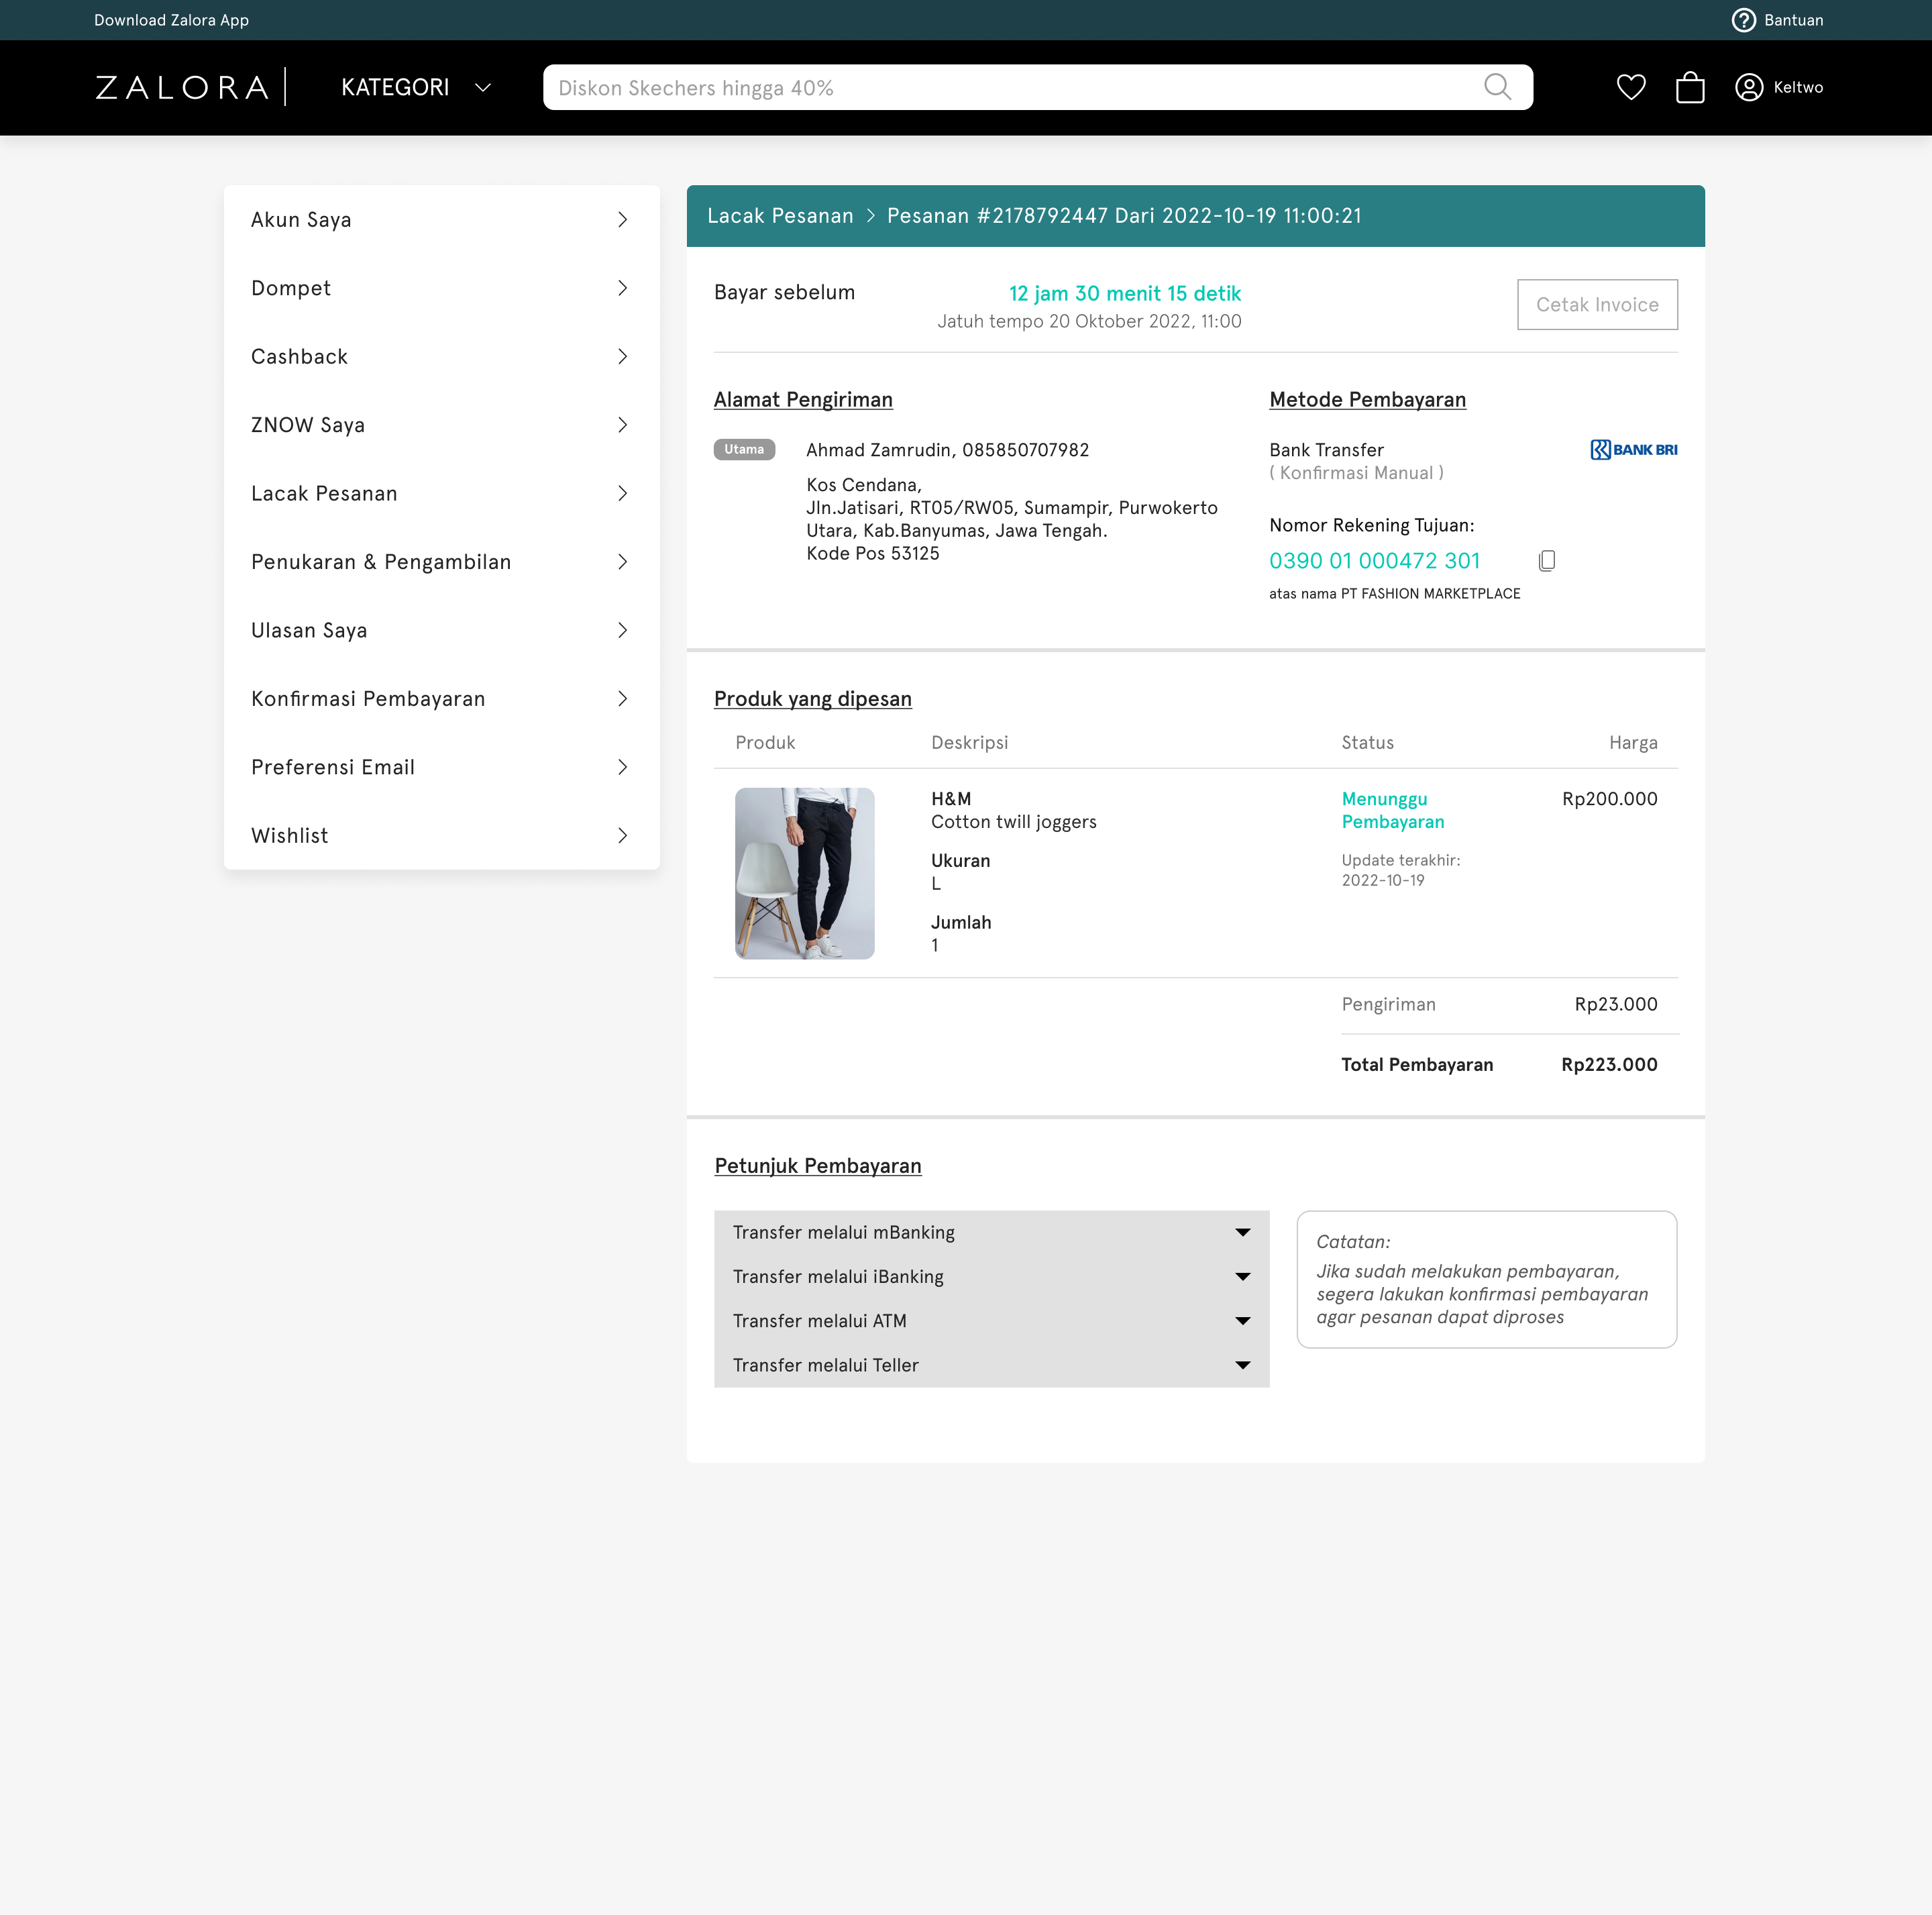 Download Zalora App
Bantuan
ZALORA
KATEGORI
Diskon Skechers hingga 40%
Keltwo
Akun Saya
Dompet
Cashback
ZNOW Saya
Lacak Pesanan
Penukaran & Pengambilan
Ulasan Saya
Konfirmasi Pembayaran
Preferensi Email
Wishlist
Lacak Pesanan > Pesanan #2178792447 Dari 2022-10-19 11:00:21
Bayar sebelum
12 jam 30 menit 15 detik
Jatuh tempo 20 Oktober 2022, 11:00
Cetak Invoice
Alamat Pengiriman
Utama
Ahmad Zamrudin, 085850707982
Kos Cendana,
Jln.Jatisari, RT05/RW05, Sumampir, Purwokerto
Utara, Kab.Banyumas, Jawa Tengah.
Kode Pos 53125
Metode Pembayaran
Bank Transfer
( Konfirmasi Manual )
BANK BRI
Nomor Rekening Tujuan:
0390 01 000472 301
atas nama PT FASHION MARKETPLACE
Produk yang dipesan
Produk Deskripsi Status Harga
H&M
Cotton twill joggers
Ukuran
L
Jumlah
1
Menunggu
Pembayaran
Update terakhir:
2022-10-19
Rp200.000
Pengiriman Rp23.000
Total Pembayaran Rp223.000
Petunjuk Pembayaran
Transfer melalui mBanking
Transfer melalui iBanking
Transfer melalui ATM
Transfer melalui Teller
Catatan:
Jika sudah melakukan pembayaran,
segera lakukan konfirmasi pembayaran
agar pesanan dapat diproses